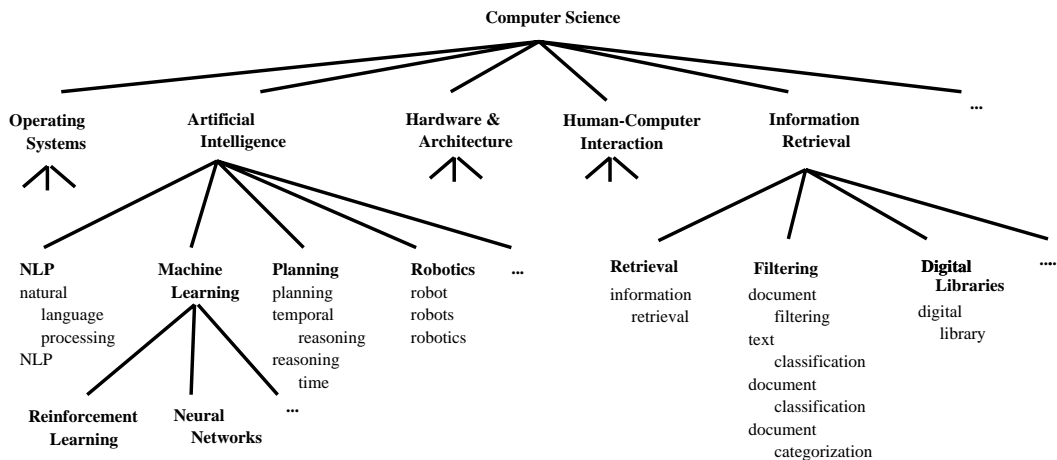 Computer Science
Operating
Systems
Artificial
Intelligence
Hardware &
Architecture
Human-Computer
Interaction
Information
Retrieval
...
NLP
natural
language
processing
NLP
Machine
Learning
Planning
planning
temporal
reasoning
reasoning
time
Robotics
robot
robots
robotics
...
Retrieval
information
retrieval
Filtering
document
filtering
text
classification
document
classification
document
categorization
Digital
Libraries
digital
library
....
Reinforcement
Learning
Neural
Networks
...